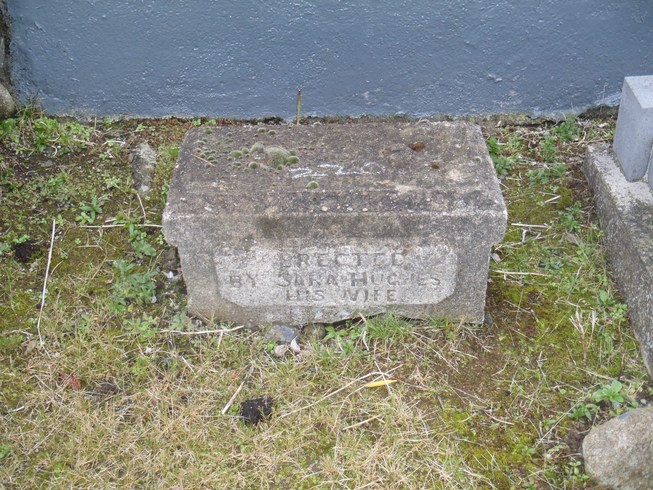 ERECTED
BY SARA HUGHES
HIS WIFE